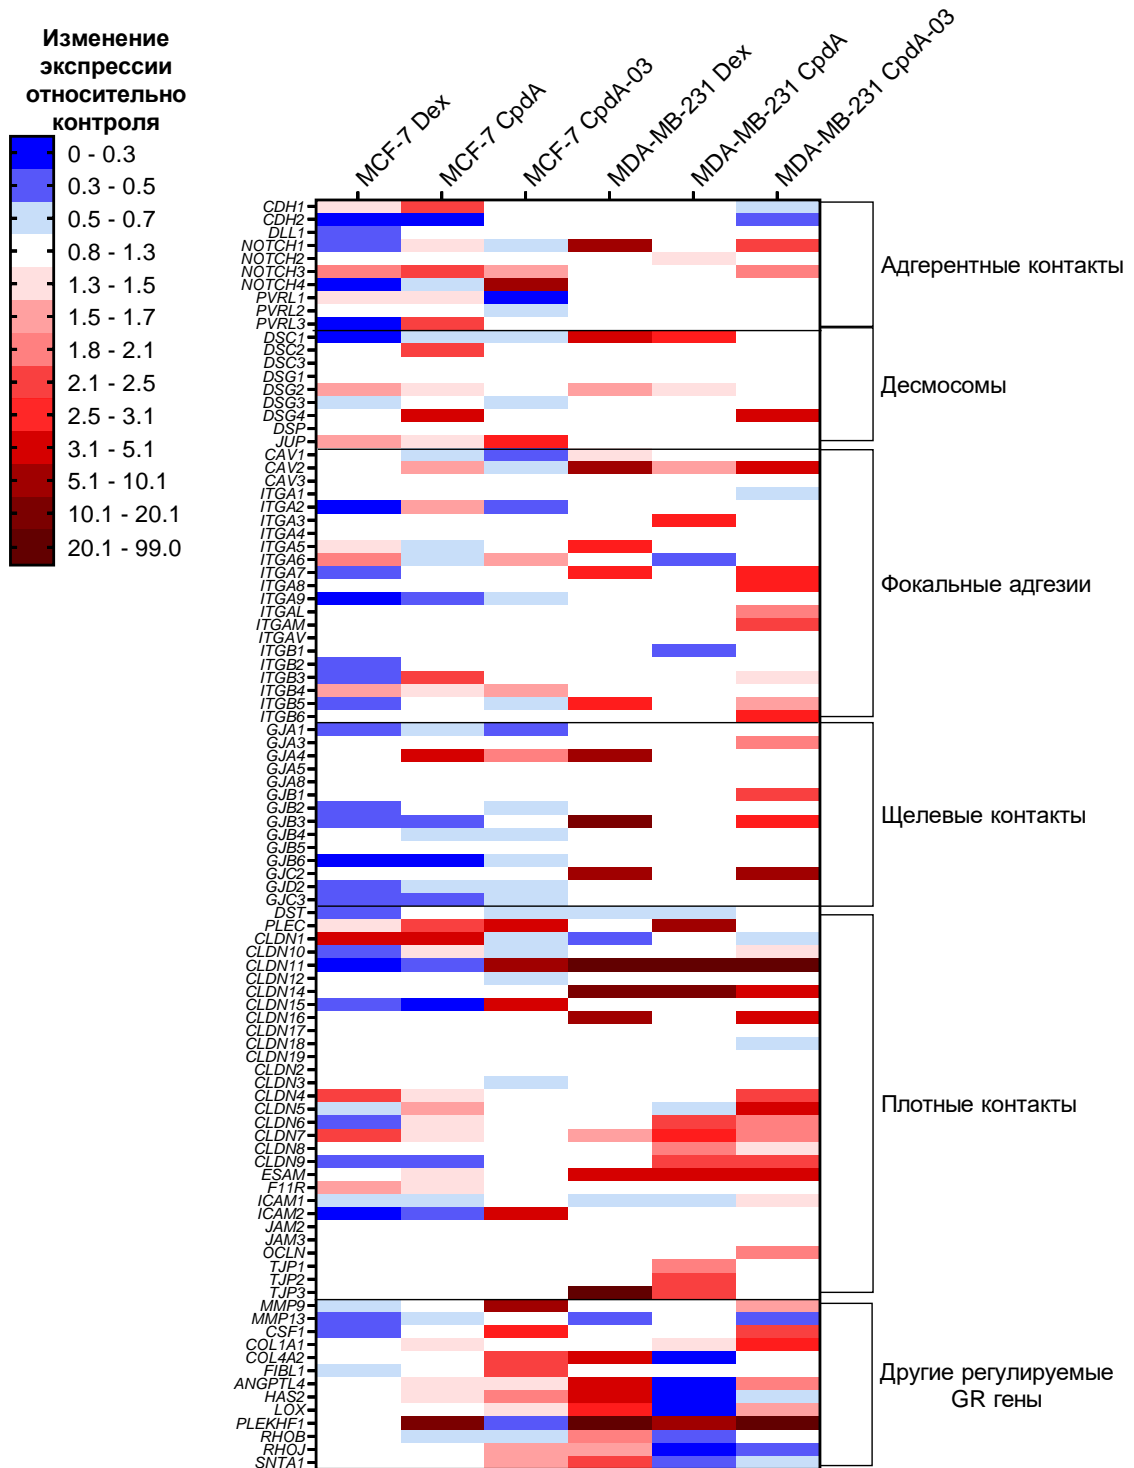 Изменение
экспрессии
относительно
контроля
0 - 0.3
0.3 - 0.5
0.5 - 0.7
0.8 - 1.3
1.3 - 1.5
1.5 - 1.7
1.8 - 2.1
2.1 - 2.5
2.5 - 3.1
3.1 - 5.1
5.1 - 10.1
10.1 - 20.1
20.1 - 99.0
MCF-7 Dex
MCF-7 CpdA
MCF-7 CpdA-03
MDA-MB-231 Dex
MDA-MB-231 CpdA
MDA-MB-231 CpdA-03
CDH1
CDH2
DLL1
NOTCH1
NOTCH2
NOTCH3
NOTCH4
PVRL1
PVRL2
PVRL3
Адгерентные контакты
DSC1
DSC2
DSC3
DSG1
DSG2
DSG3
DSG4
DSP
JUP
Десмосомы
CAV1
CAV2
CAV3
ITGA1
ITGA2
ITGA3
ITGA4
ITGA5
ITGA6
ITGA7
ITGA8
ITGA9
ITGAL
ITGAM
ITGAV
ITGB1
ITGB2
ITGB3
ITGB4
ITGB5
ITGB6
Фокальные адгезии
GJA1
GJA3
GJA4
GJA5
GJA8
GJB1
GJB2
GJB3
GJB4
GJB5
GJB6
GJC2
GJD2
GJC3
Щелевые контакты
DST
PLEC
CLDN1
CLDN10
CLDN11
CLDN12
CLDN14
CLDN15
CLDN16
CLDN17
CLDN18
CLDN19
CLDN2
CLDN3
CLDN4
CLDN5
CLDN6
CLDN7
CLDN8
CLDN9
ESAM
F11R
ICAM1
ICAM2
JAM2
JAM3
OCLN
TJP1
TJP2
TJP3
Плотные контакты
MMP9
MMP13
CSF1
COL1A1
COL4A2
FIBL1
ANGPTL4
HAS2
LOX
PLEKHF1
RHOB
RHOJ
SNTA1
Другие регулируемые
GR гены